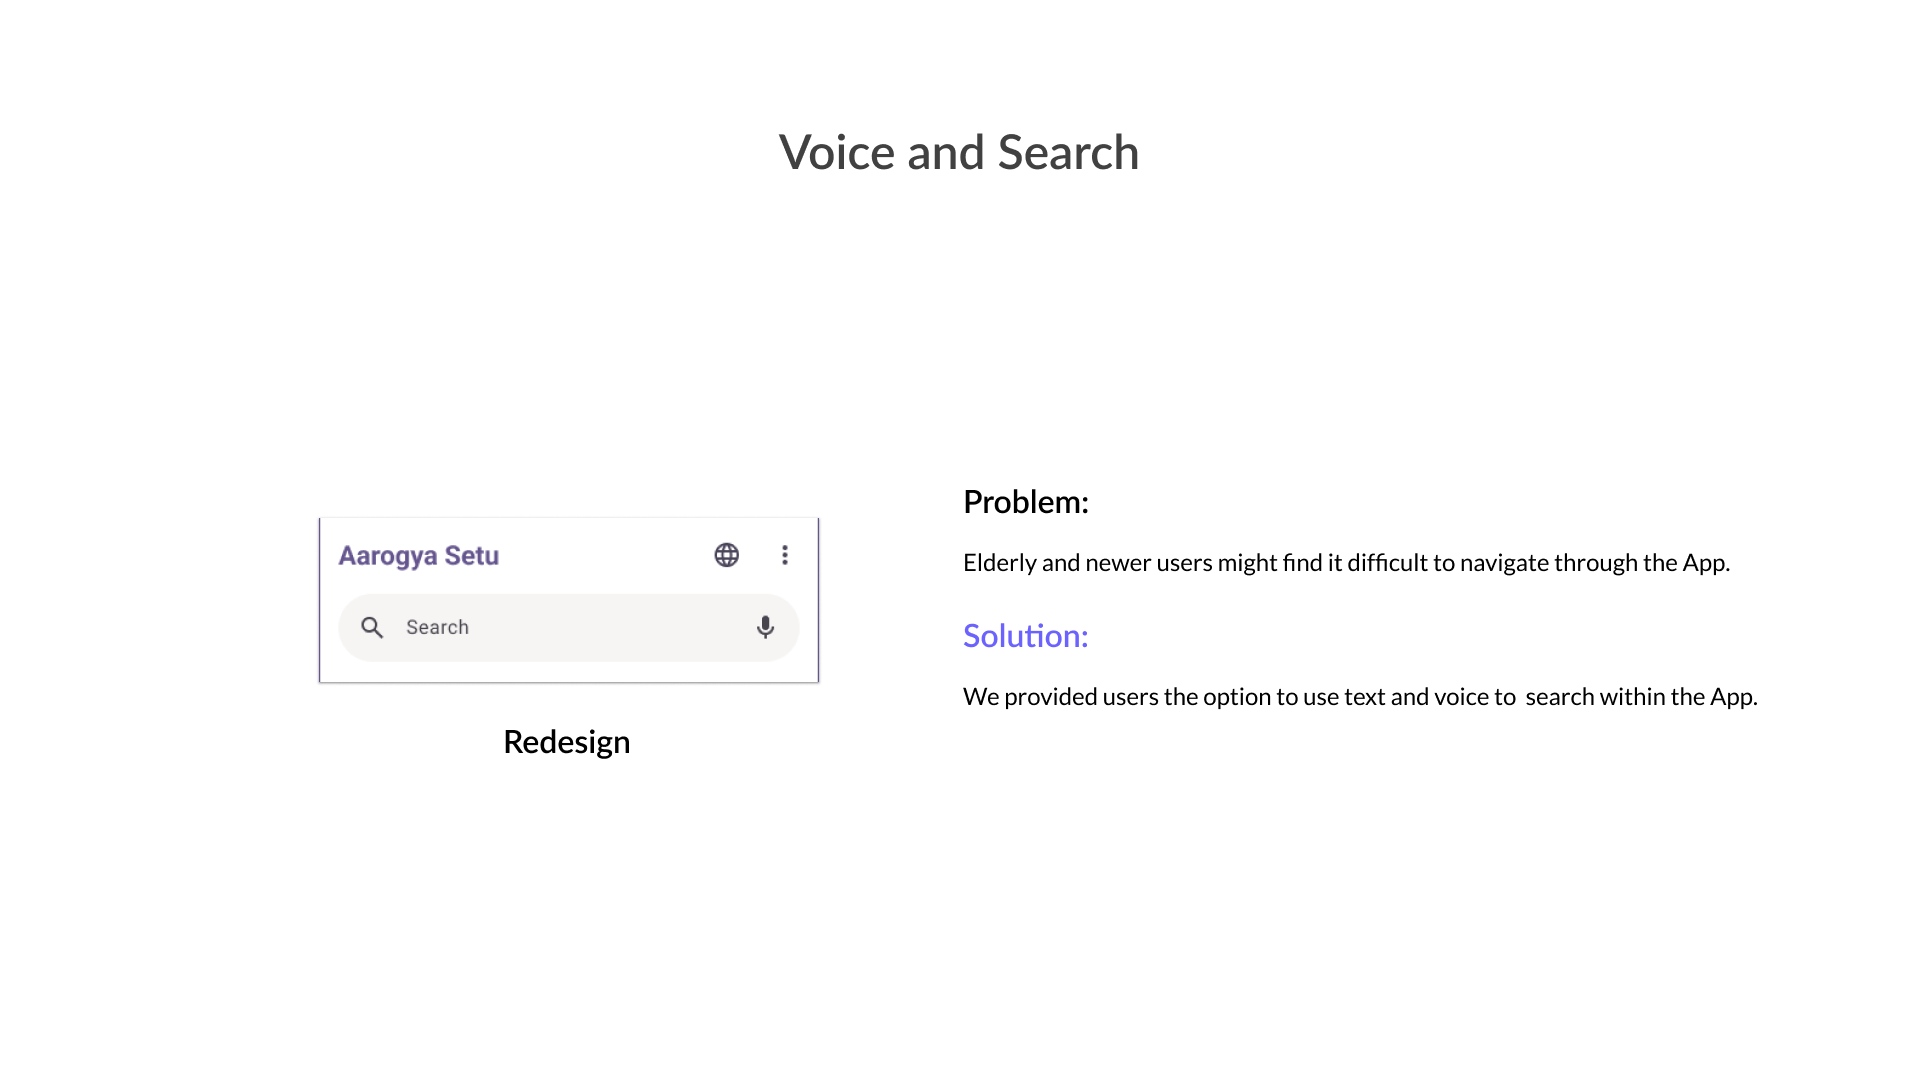 Voice and Search
Aarogya Setu
Search
Redesign
Problem:
Elderly and newer users might find it difficult to navigate through the App.
Solution:
We provided users the option to use text and voice to  search within the App.